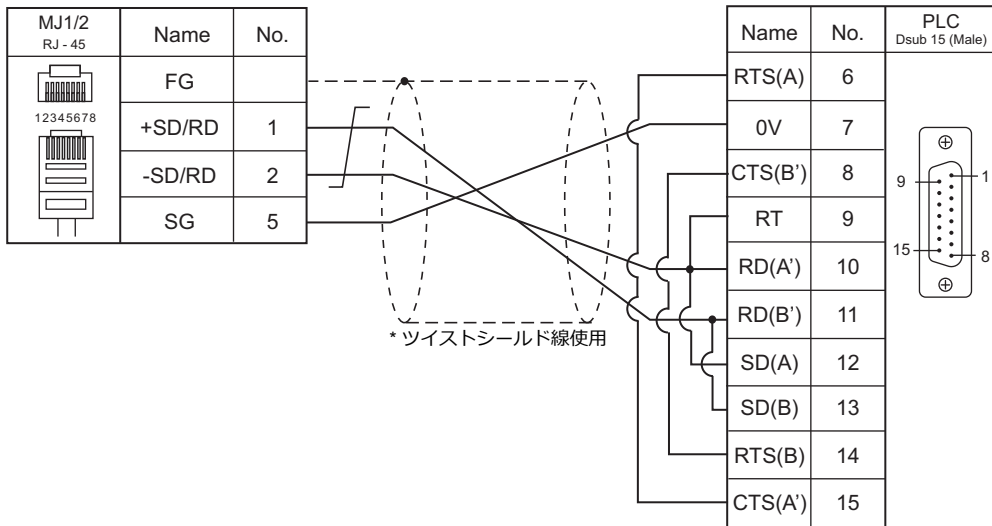 MJ1/2
RJ - 45
Name
No.
12345678
FG
+SD/RD
1
-SD/RD
2
SG
5
* ツイストシールド線使用
Name
No.
PLC
Dsub 15 (Male)
RTS(A)
6
0V
7
CTS(B')
8
RT
9
RD(A')
10
RD(B')
11
SD(A)
12
SD(B)
13
RTS(B)
14
CTS(A')
15
9
1
15
8